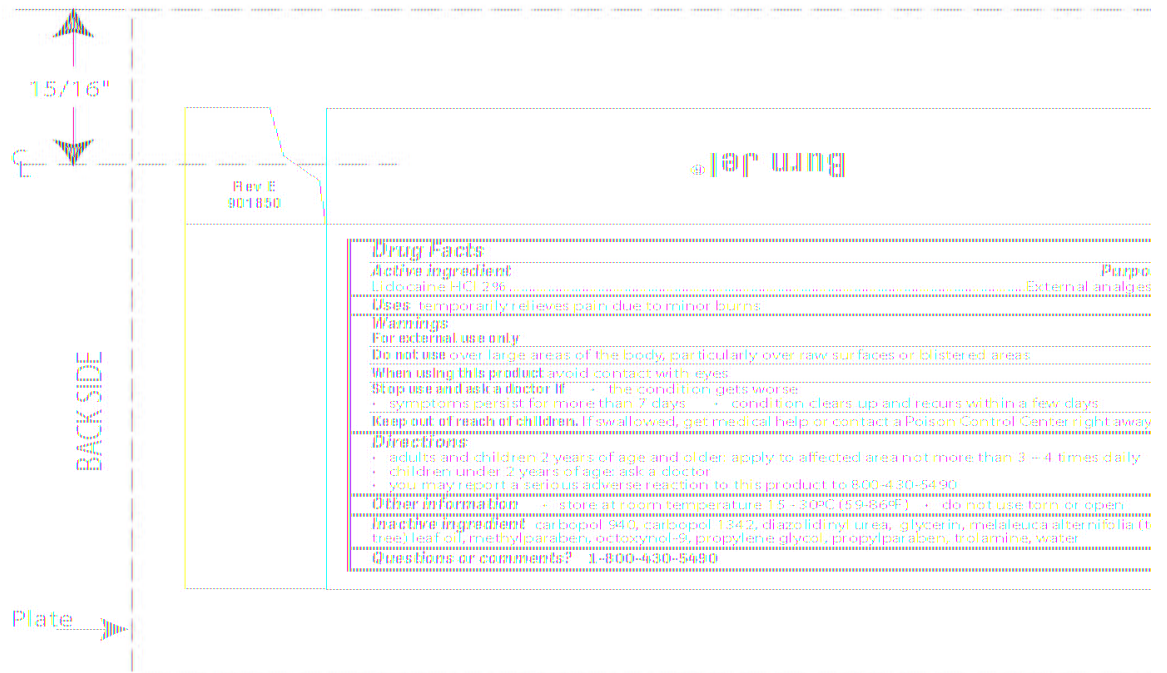 15/16"
CL
Burn Jel®
Rev E
901850
Drug Facts
Active ingredient Purpo
Lidocaine HCl 2% External analges
Uses temporarily relieves pain due to minor burns
Warnings
For external use only
Do not use over large areas of the body, particularly over raw surfaces or blistered areas
When using this product avoid contact with eyes
Stop use and ask a doctor if • the condition gets worse
• symptoms persist for more than 7 days • condition clears up and recurs within a few days
Keep out of reach of children. If swallowed, get medical help or contact a Poison Control Center right away
Directions
• adults and children 2 years of age and older: apply to affected area not more than 3 – 4 times daily
• children under 2 years of age: ask a doctor
• you may report a serious adverse reaction to this product to 800-430-5490
Other information • store at room temperature 15 - 30ºC (59-86ºF) • do not use torn or open
Inactive ingredient carbopol 940, carbopol 1342, diazolidinyl urea, glycerin, melaleuca alternifolia (t
tree) leaf oil, methylparaben, octoxynol-9, propylene glycol, propylparaben, trolamine, water
Questions or comments? 1-800-430-5490
BACK SIDE
Plate